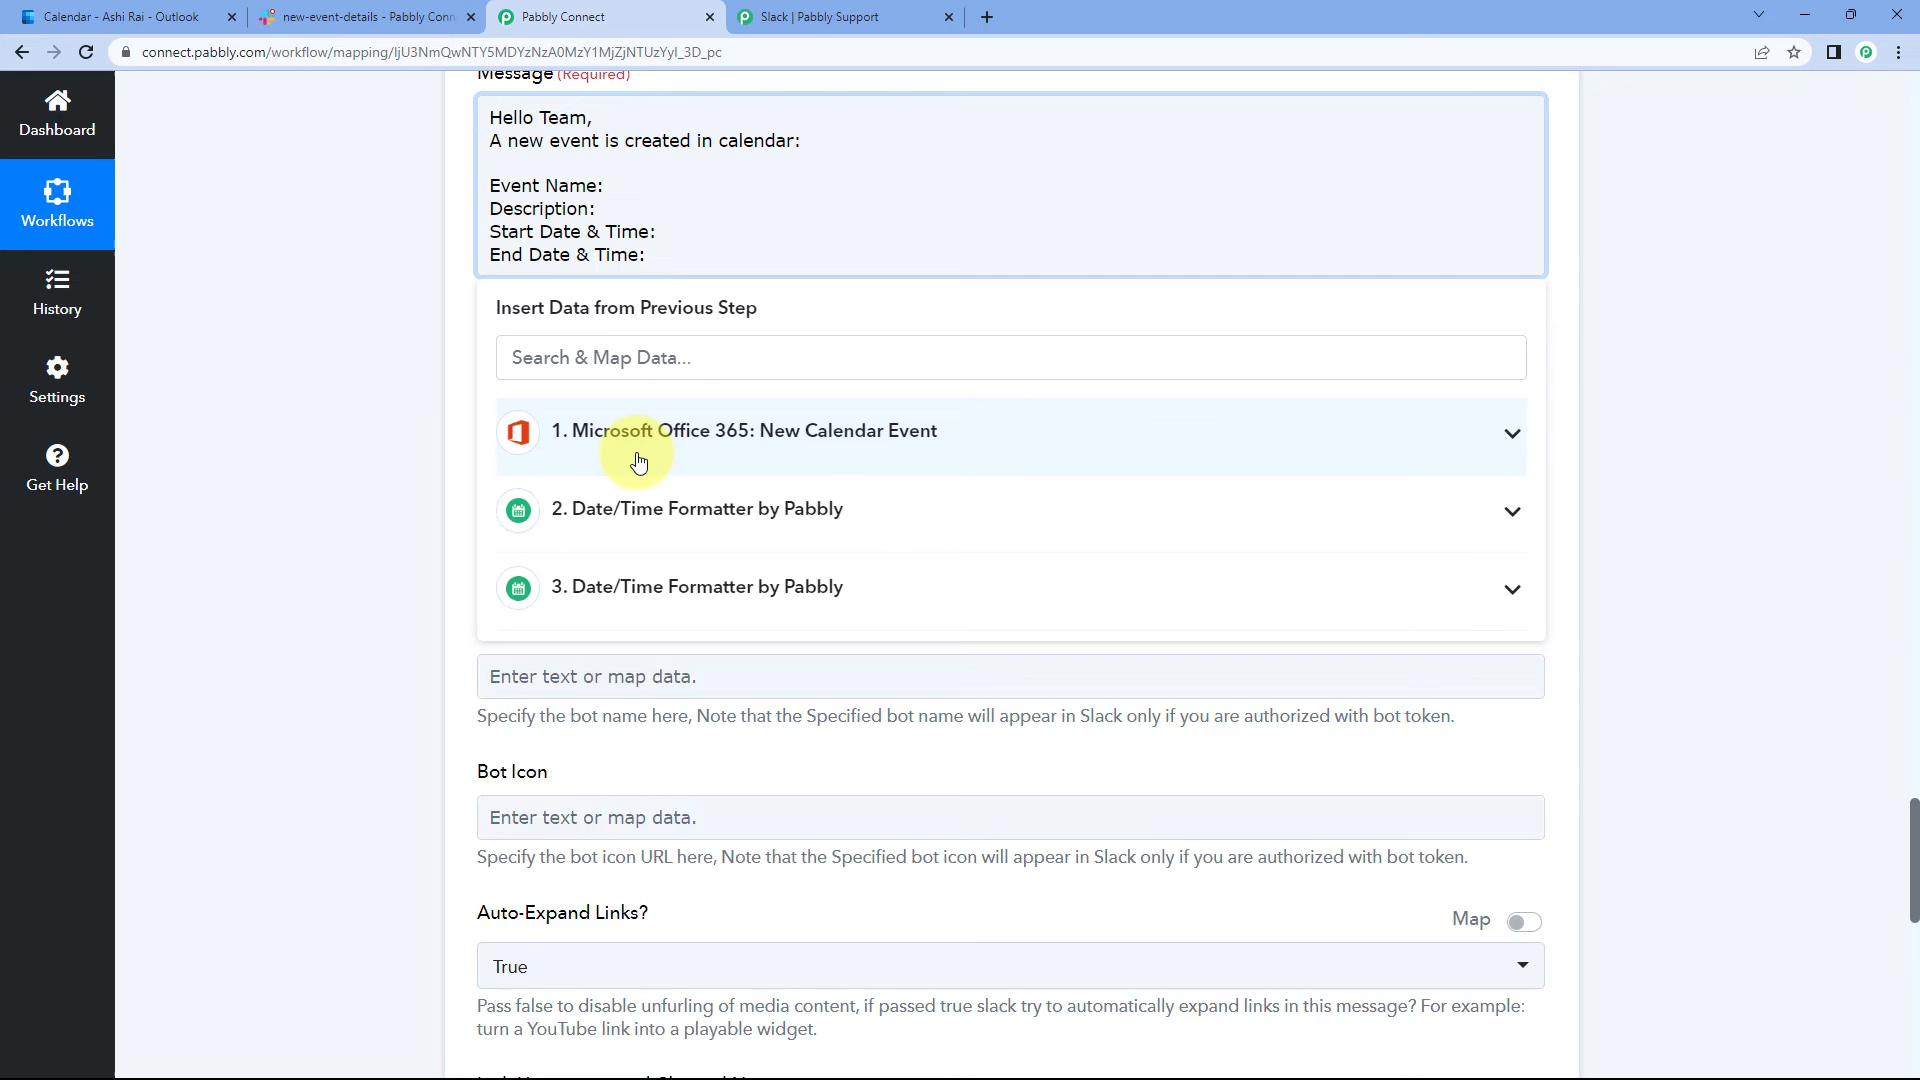 Calendar - Ashi Rai - Outlook
new-event-details - Pabbly Conn
Pabbly Connect
Slack | Pabbly Support
connect.pabbly.com/workflow/mapping/IjU3NmQwNTY5MDYzNzA0MzY1MjZjNTUzYyI_3D_pc
Dashboard
Workflows
History
Settings
Get Help
Message (Required)
Hello Team,
A new event is created in calendar:
Event Name:
Description:
Start Date & Time:
End Date & Time:
Insert Data from Previous Step
Search & Map Data...
1. Microsoft Office 365: New Calendar Event
2. Date/Time Formatter by Pabbly
3. Date/Time Formatter by Pabbly
Enter text or map data.
Specify the bot name here, Note that the Specified bot name will appear in Slack only if you are authorized with bot token.
Bot Icon
Enter text or map data.
Specify the bot icon URL here, Note that the Specified bot icon will appear in Slack only if you are authorized with bot token.
Auto-Expand Links?
Map
True
Pass false to disable unfurling of media content, if passed true slack try to automatically expand links in this message? For example:
turn a YouTube link into a playable widget.